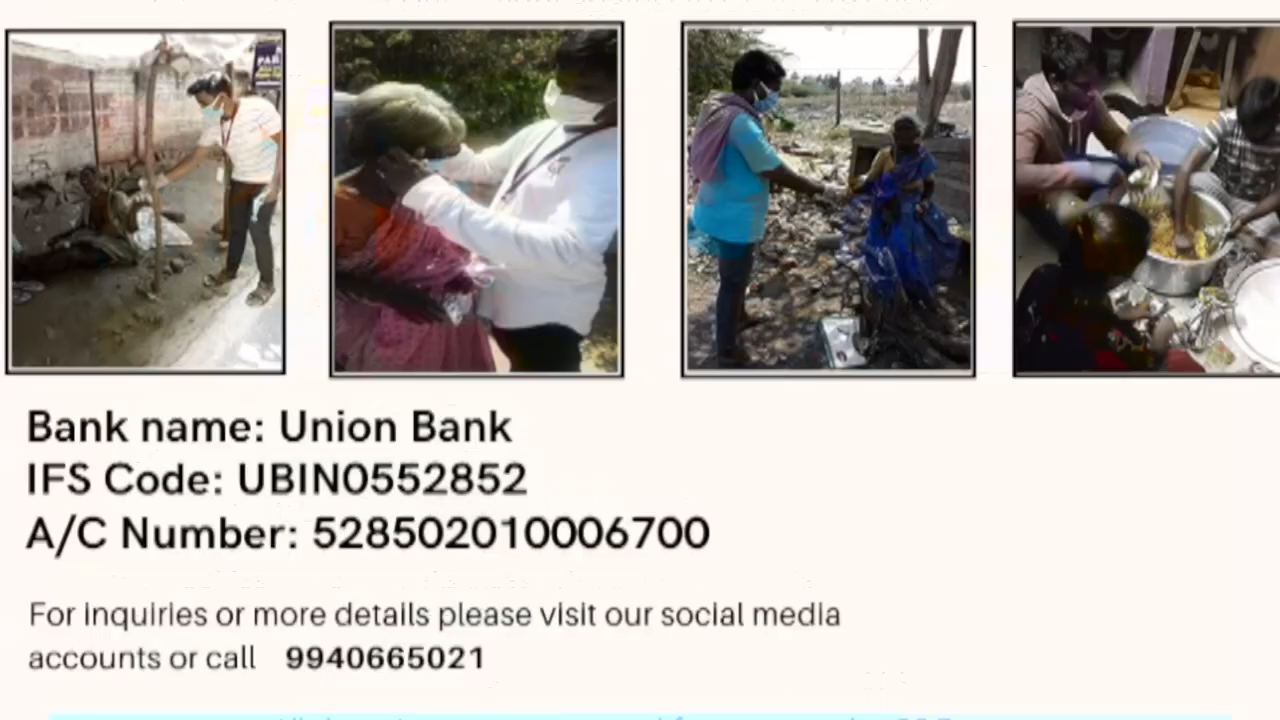 Bank name: Union Bank
IFS Code: UBIN0552852
A/C Number: 528502010006700
For inquiries or more details please visit our social media
accounts or call 9940665021